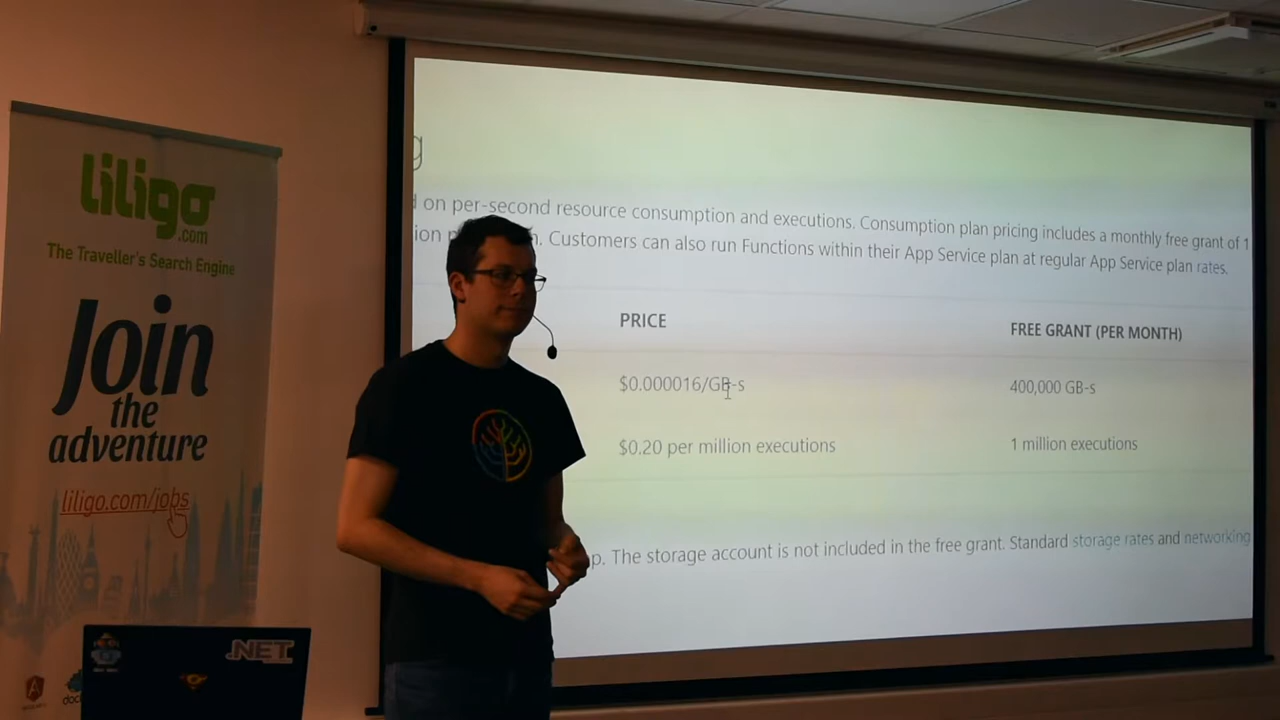 liligo
.com
The Traveller's Search Engine
Join
the
adventure
liligo.com/jobs
.NET
g
on per-second resource consumption and executions. Consumption plan pricing includes a monthly free grant of 1
Customers can also run Functions within their App Service plan at regular App Service plan rates.
PRICE
FREE GRANT (PER MONTH)
$0.000016/GB-s
400,000 GB-s
$0.20 per million executions
1 million executions
p. The storage account is not included in the free grant. Standard storage rates and networking